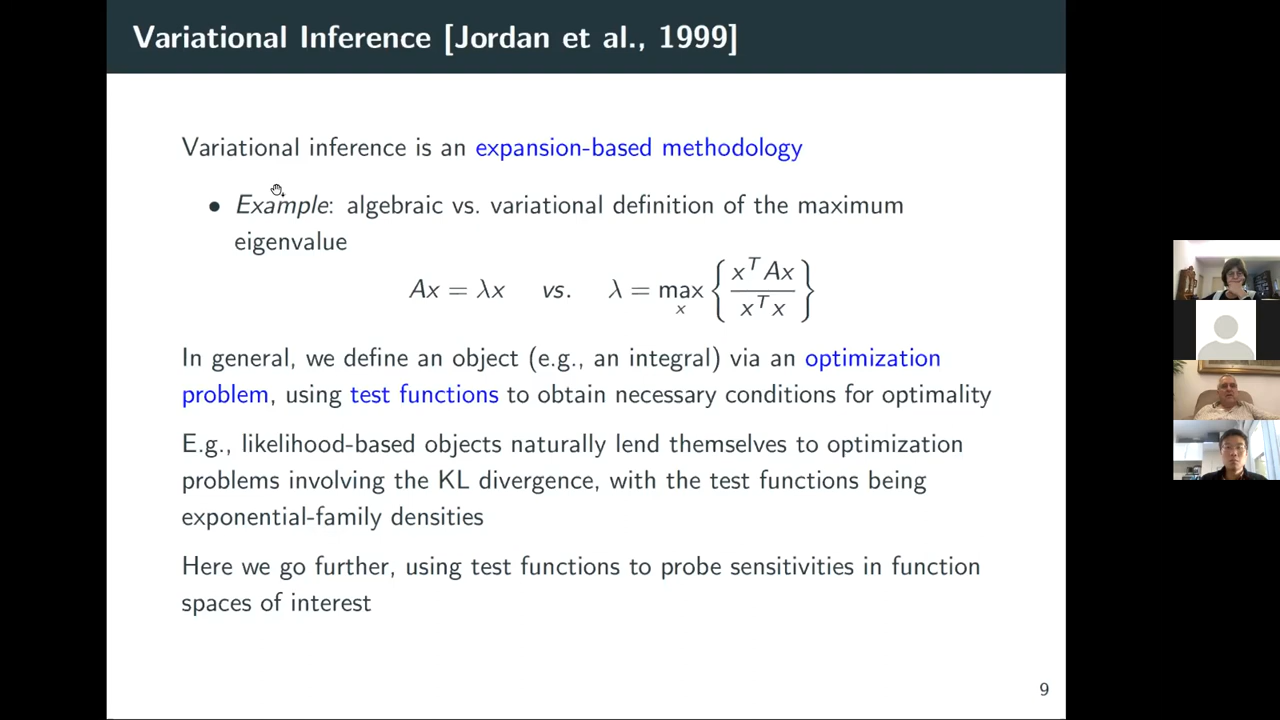 Variational Inference [Jordan et al., 1999]
Variational inference is an expansion-based methodology
• Example: algebraic vs. variational definition of the maximum
eigenvalue
Ax = λx vs. λ = max_x { x^T Ax / x^T x }
In general, we define an object (e.g., an integral) via an optimization
problem, using test functions to obtain necessary conditions for optimality
E.g., likelihood-based objects naturally lend themselves to optimization
problems involving the KL divergence, with the test functions being
exponential-family densities
Here we go further, using test functions to probe sensitivities in function
spaces of interest
9